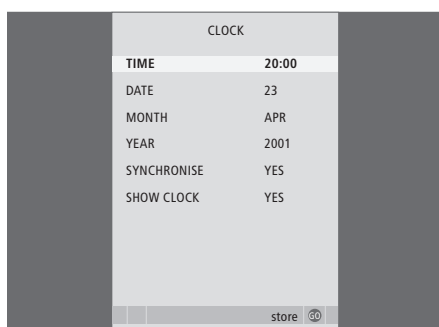 CLOCK
TIME 20:00
DATE 23
MONTH APR
YEAR 2001
SYNCHRONISE YES
SHOW CLOCK YES
store GO